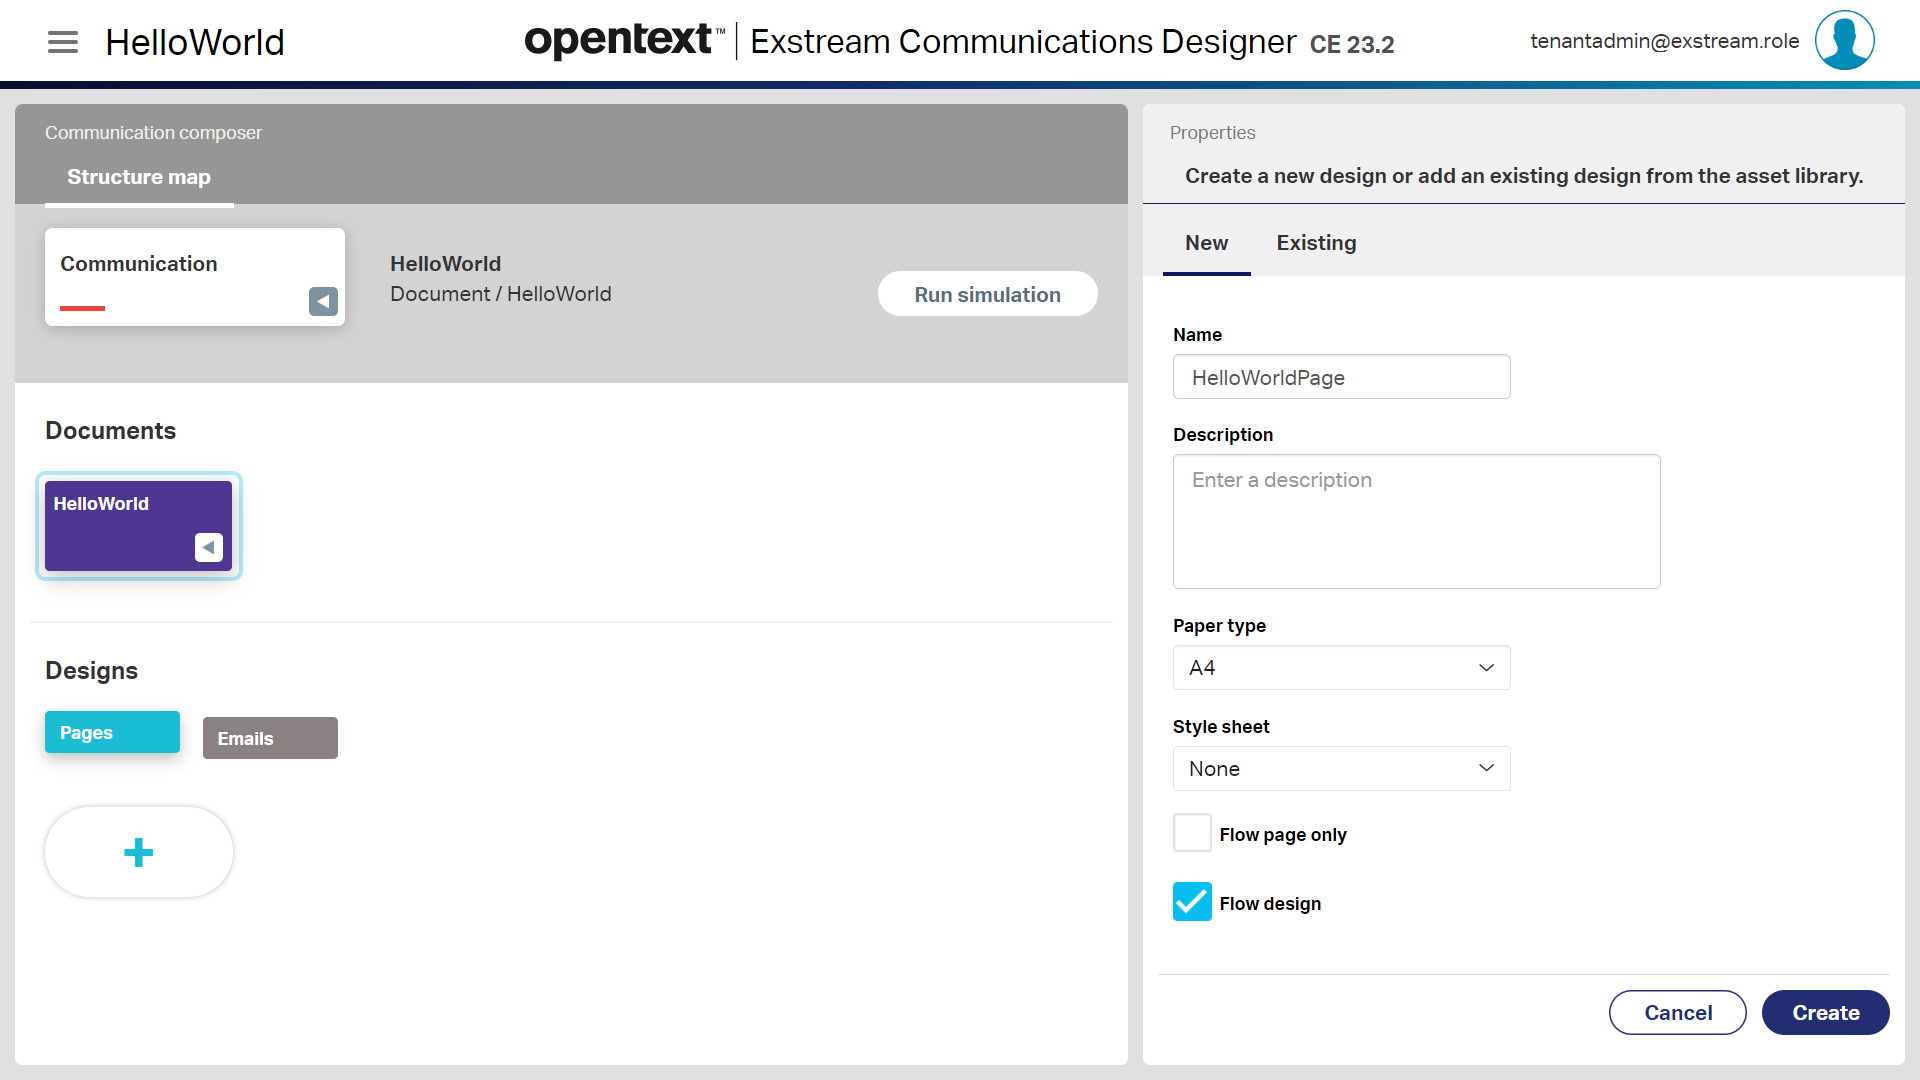 HelloWorld
opentext™ | Exstream Communications Designer CE 23.2
tenantadmin@exstream.role
Communication composer
Structure map
Communication
HelloWorld
Document / HelloWorld
Run simulation
Documents
HelloWorld
Designs
Pages
Emails
Properties
Create a new design or add an existing design from the asset library.
New
Existing
Name
HelloWorldPage
Description
Enter a description
Paper type
A4
Style sheet
None
Flow page only
Flow design
Cancel
Create